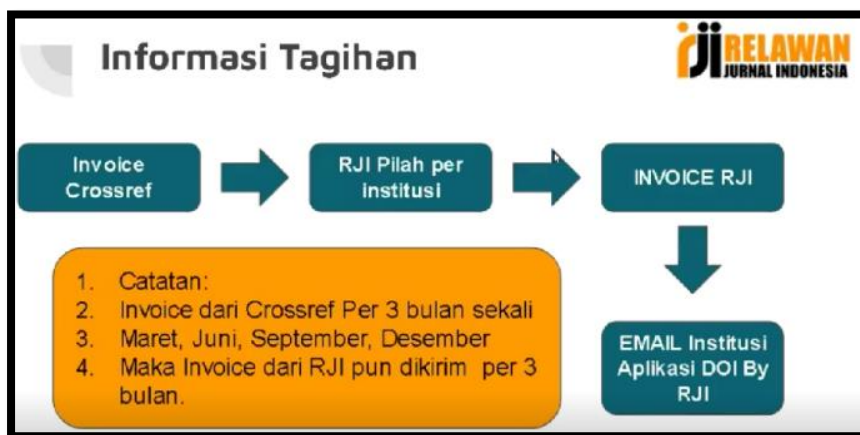 Informasi Tagihan
rji RELAWAN
JURNAL INDONESIA
Invoice
Crossref
RJI Pilah per
institusi
INVOICE RJI
1. Catatan:
2. Invoice dari Crossref Per 3 bulan sekali
3. Maret, Juni, September, Desember
4. Maka Invoice dari RJI pun dikirim per 3
bulan.
EMAIL Institusi
Aplikasi DOI By
RJI